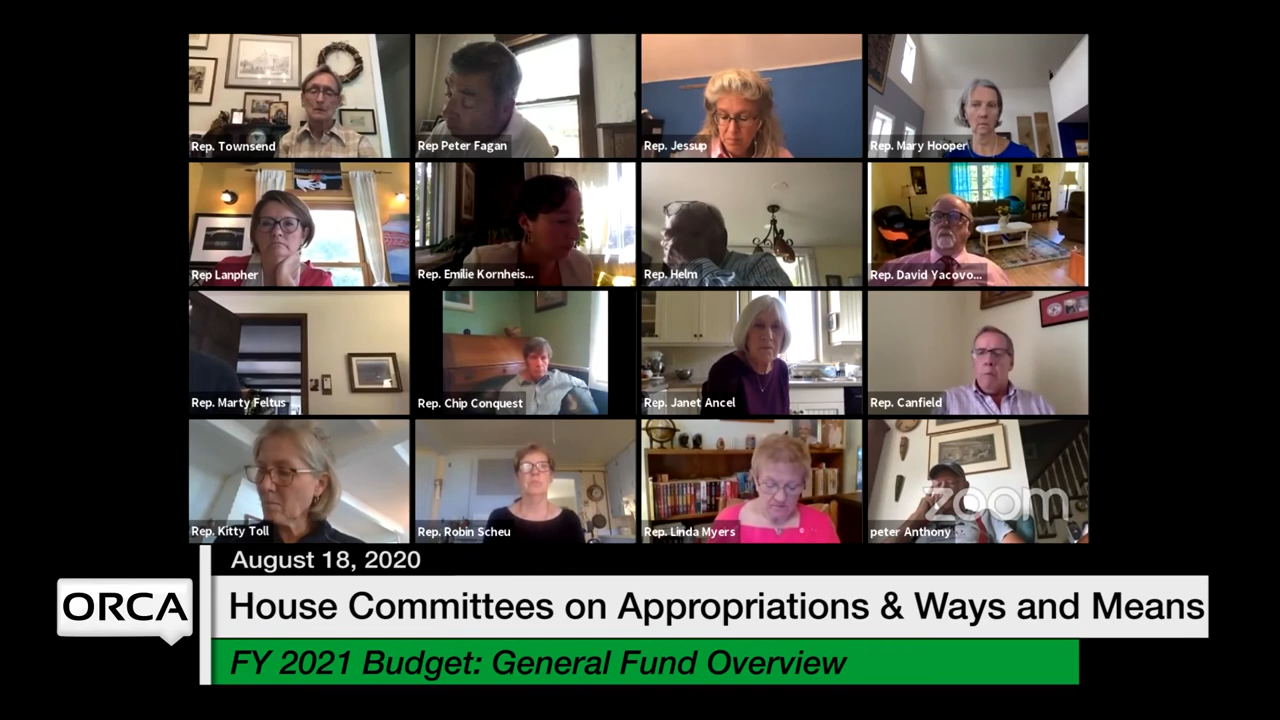 Rep. Townsend
Rep Peter Fagan
Rep. Jessup
Rep. Mary Hooper
Rep Lanpher
Rep. Emilie Kornheis...
Rep. Helm
Rep. David Yacovo...
Rep. Marty Feltus
Rep. Chip Conquest
Rep. Janet Ancel
Rep. Canfield
Rep. Kitty Toll
Rep. Robin Scheu
Rep. Linda Myers
peter Anthony
zoom
August 18, 2020
ORCA
House Committees on Appropriations & Ways and Means
FY 2021 Budget: General Fund Overview